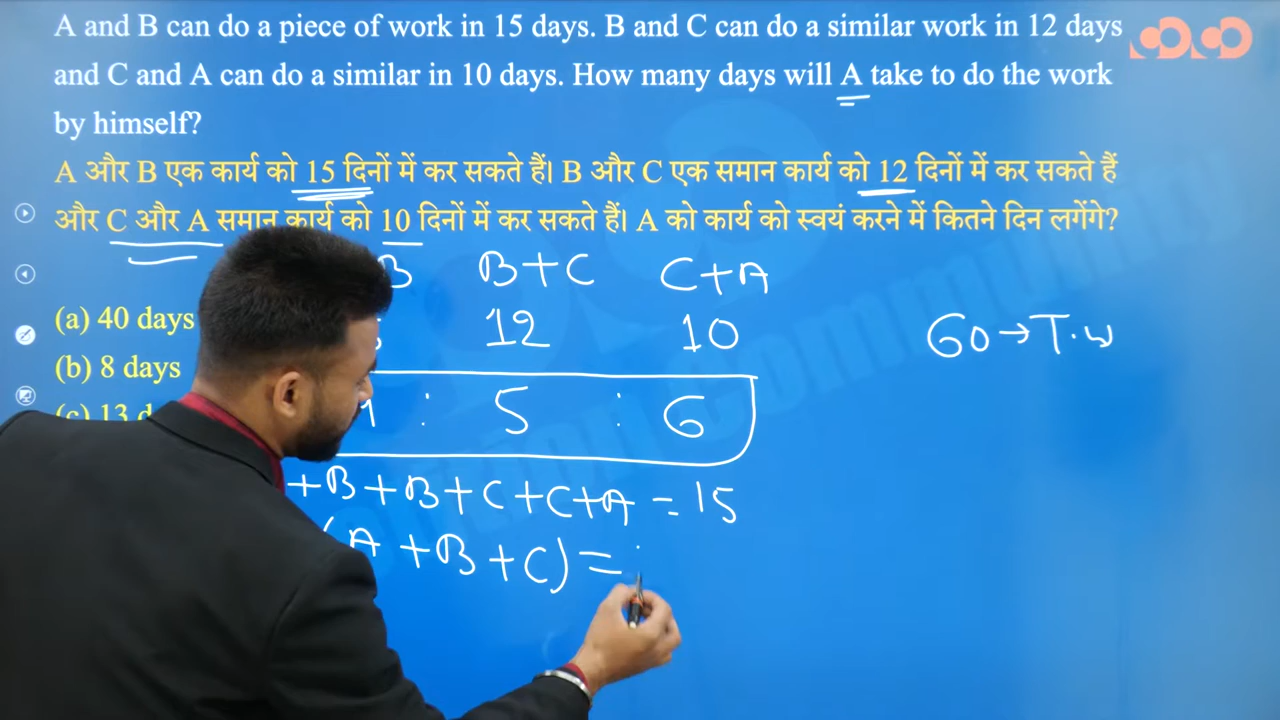 A and B can do a piece of work in 15 days. B and C can do a similar work in 12 days
and C and A can do a similar in 10 days. How many days will A take to do the work
by himself?
A और B एक कार्य को 15 दिनों में कर सकते हैं। B और C एक समान कार्य को 12 दिनों में कर सकते हैं
और C और A समान कार्य को 10 दिनों में कर सकते हैं। A को कार्य को स्वयं करने में कितने दिन लगेंगे?
B B+C C+A
(a) 40 days 12 10 60→T.w
(b) 8 days
(c) 13 : 5 : 6
+B+B+C+C+A=15
(A+B+C)=